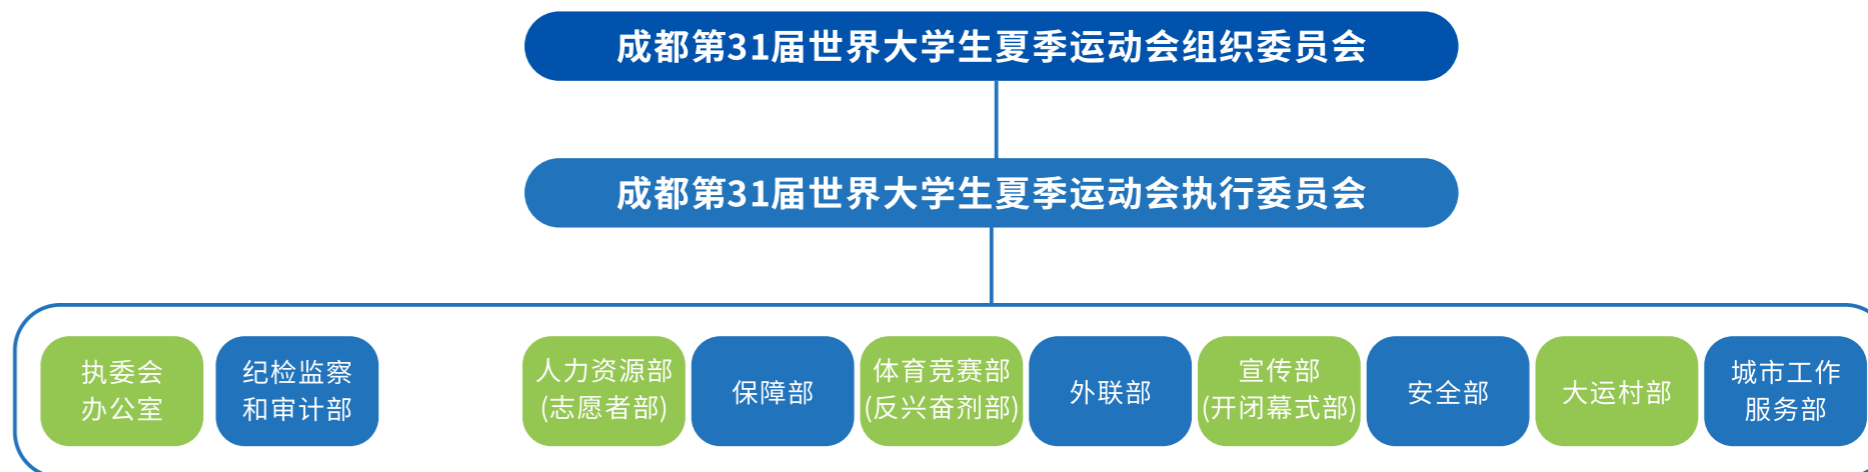 成都第31届世界大学生夏季运动会组织委员会
成都第31届世界大学生夏季运动会执行委员会
执委会
办公室
纪检监察
和审计部
人力资源部
(志愿者部)
保障部
体育竞赛部
(反兴奋剂部)
外联部
宣传部
(开闭幕式部)
安全部
大运村部
城市工作
服务部